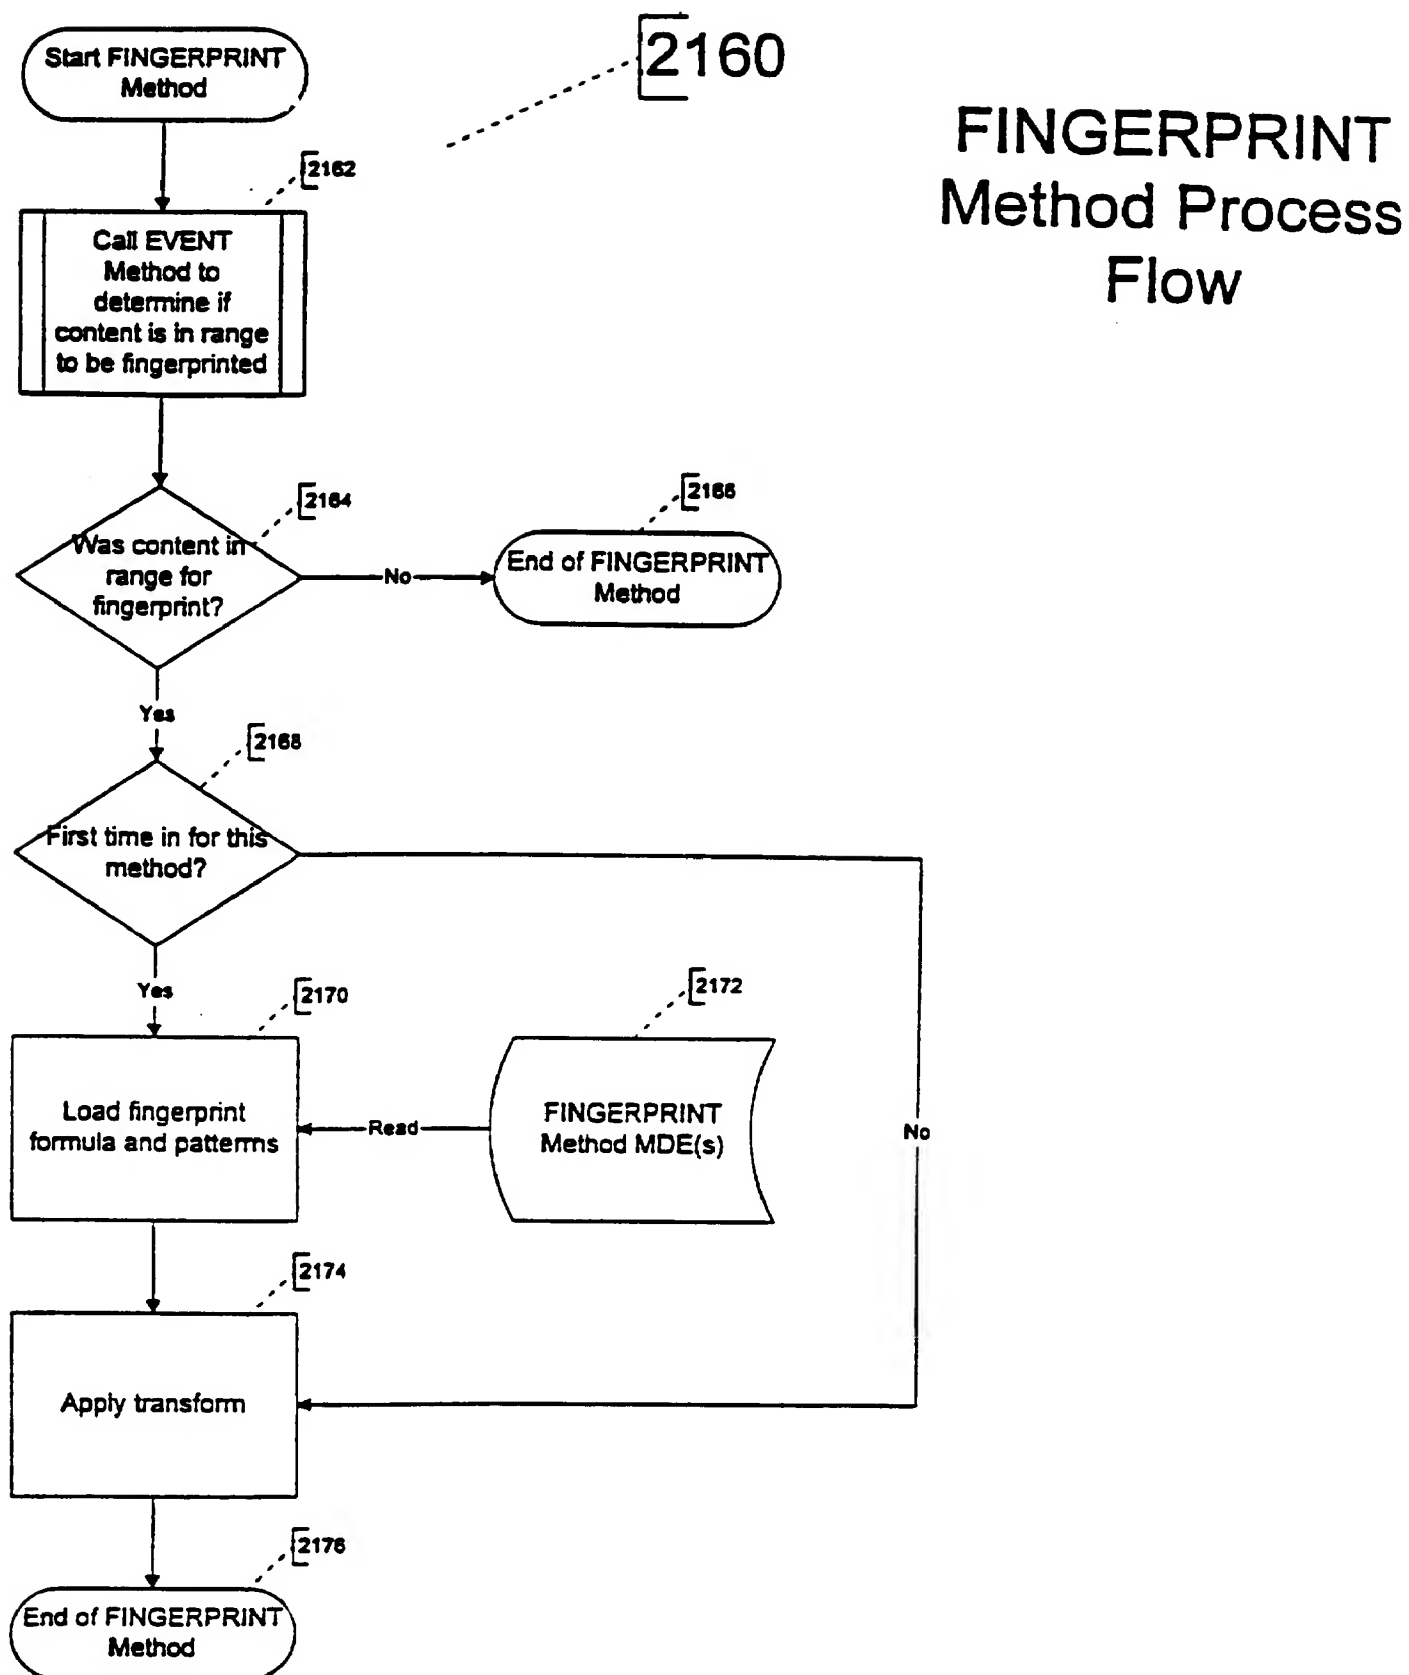 Start FINGERPRINT
Method
2160
FINGERPRINT
Method Process
Flow
2162
Call EVENT
Method to
determine if
content is in range
to be fingerprinted
2164
Was content in
range for
fingerprint?
No
2166
End of FINGERPRINT
Method
Yes
2168
First time in for this
method?
Yes
2170
Load fingerprint
formula and patterms
Read
2172
FINGERPRINT
Method MDE(s)
No
2174
Apply transform
2176
End of FINGERPRINT
Method